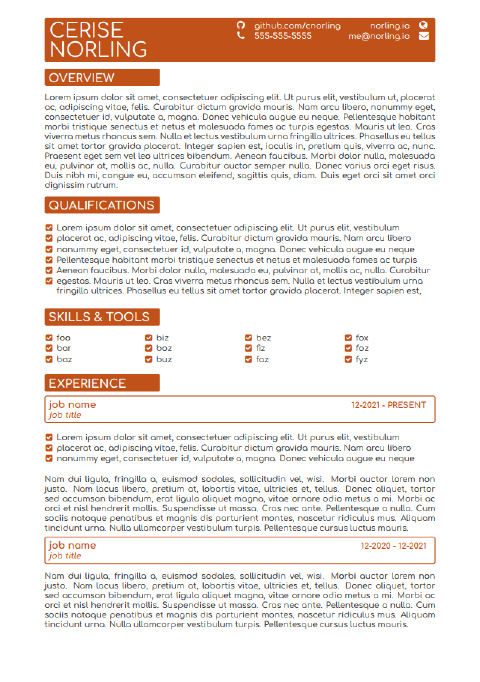 CERISE
NORLING
github.com/cnorling norling.io
555-555-5555 me@norling.io
OVERVIEW
Lorem ipsum dolor sit amet, consectetuer adipiscing elit. Ut purus elit, vestibulum ut, placerat
ac, adipiscing vitae, felis. Curabitur dictum gravida mauris. Nam arcu libero, nonummy eget,
consectetuer id, vulputate a, magna. Donec vehicula augue eu neque. Pellentesque habitant
morbi tristique senectus et netus et malesuada fames ac turpis egestas. Mauris ut leo. Cras
viverra metus rhoncus sem. Nulla et lectus vestibulum urna fringilla ultrices. Phasellus eu tellus
sit amet tortor gravida placerat. Integer sapien est, iaculis in, pretium quis, viverra ac, nunc.
Praesent eget sem vel leo ultrices bibendum. Aenean faucibus. Morbi dolor nulla, malesuada
eu, pulvinar at, mollis ac, nulla. Curabitur auctor semper nulla. Donec varius orci eget risus.
Duis nibh mi, congue eu, accumsan eleifend, sagittis quis, diam. Duis eget orci sit amet orci
dignissim rutrum.
QUALIFICATIONS
Lorem ipsum dolor sit amet, consectetuer adipiscing elit. Ut purus elit, vestibulum
placerat ac, adipiscing vitae, felis. Curabitur dictum gravida mauris. Nam arcu libero
nonummy eget, consectetuer id, vulputate a, magna. Donec vehicula augue eu neque
Pellentesque habitant morbi tristique senectus et netus et malesuada fames ac turpis
Aenean faucibus. Morbi dolor nulla, malesuada eu, pulvinar at, mollis ac, nulla. Curabitur
egestas. Mauris ut leo. Cras viverra metus rhoncus sem. Nulla et lectus vestibulum urna
fringilla ultrices. Phasellus eu tellus sit amet tortor gravida placerat. Integer sapien est,
SKILLS & TOOLS
foo biz bez fox
bar boz fiz foz
baz buz faz fyz
EXPERIENCE
job name 12-2021 - PRESENT
job title
Lorem ipsum dolor sit amet, consectetuer adipiscing elit. Ut purus elit, vestibulum
placerat ac, adipiscing vitae, felis. Curabitur dictum gravida mauris. Nam arcu libero
nonummy eget, consectetuer id, vulputate a, magna. Donec vehicula augue eu neque
Nam dui ligula, fringilla a, euismod sodales, sollicitudin vel, wisi. Morbi auctor lorem non
justo. Nam lacus libero, pretium at, lobortis vitae, ultricies et, tellus. Donec aliquet, tortor
sed accumsan bibendum, erat ligula aliquet magna, vitae ornare odio metus a mi. Morbi ac
orci et nisl hendrerit mollis. Suspendisse ut massa. Cras nec ante. Pellentesque a nulla. Cum
sociis natoque penatibus et magnis dis parturient montes, nascetur ridiculus mus. Aliquam
tincidunt urna. Nulla ullamcorper vestibulum turpis. Pellentesque cursus luctus mauris.
job name 12-2020 - 12-2021
job title
Nam dui ligula, fringilla a, euismod sodales, sollicitudin vel, wisi. Morbi auctor lorem non
justo. Nam lacus libero, pretium at, lobortis vitae, ultricies et, tellus. Donec aliquet, tortor
sed accumsan bibendum, erat ligula aliquet magna, vitae ornare odio metus a mi. Morbi ac
orci et nisl hendrerit mollis. Suspendisse ut massa. Cras nec ante. Pellentesque a nulla. Cum
sociis natoque penatibus et magnis dis parturient montes, nascetur ridiculus mus. Aliquam
tincidunt urna. Nulla ullamcorper vestibulum turpis. Pellentesque cursus luctus mauris.